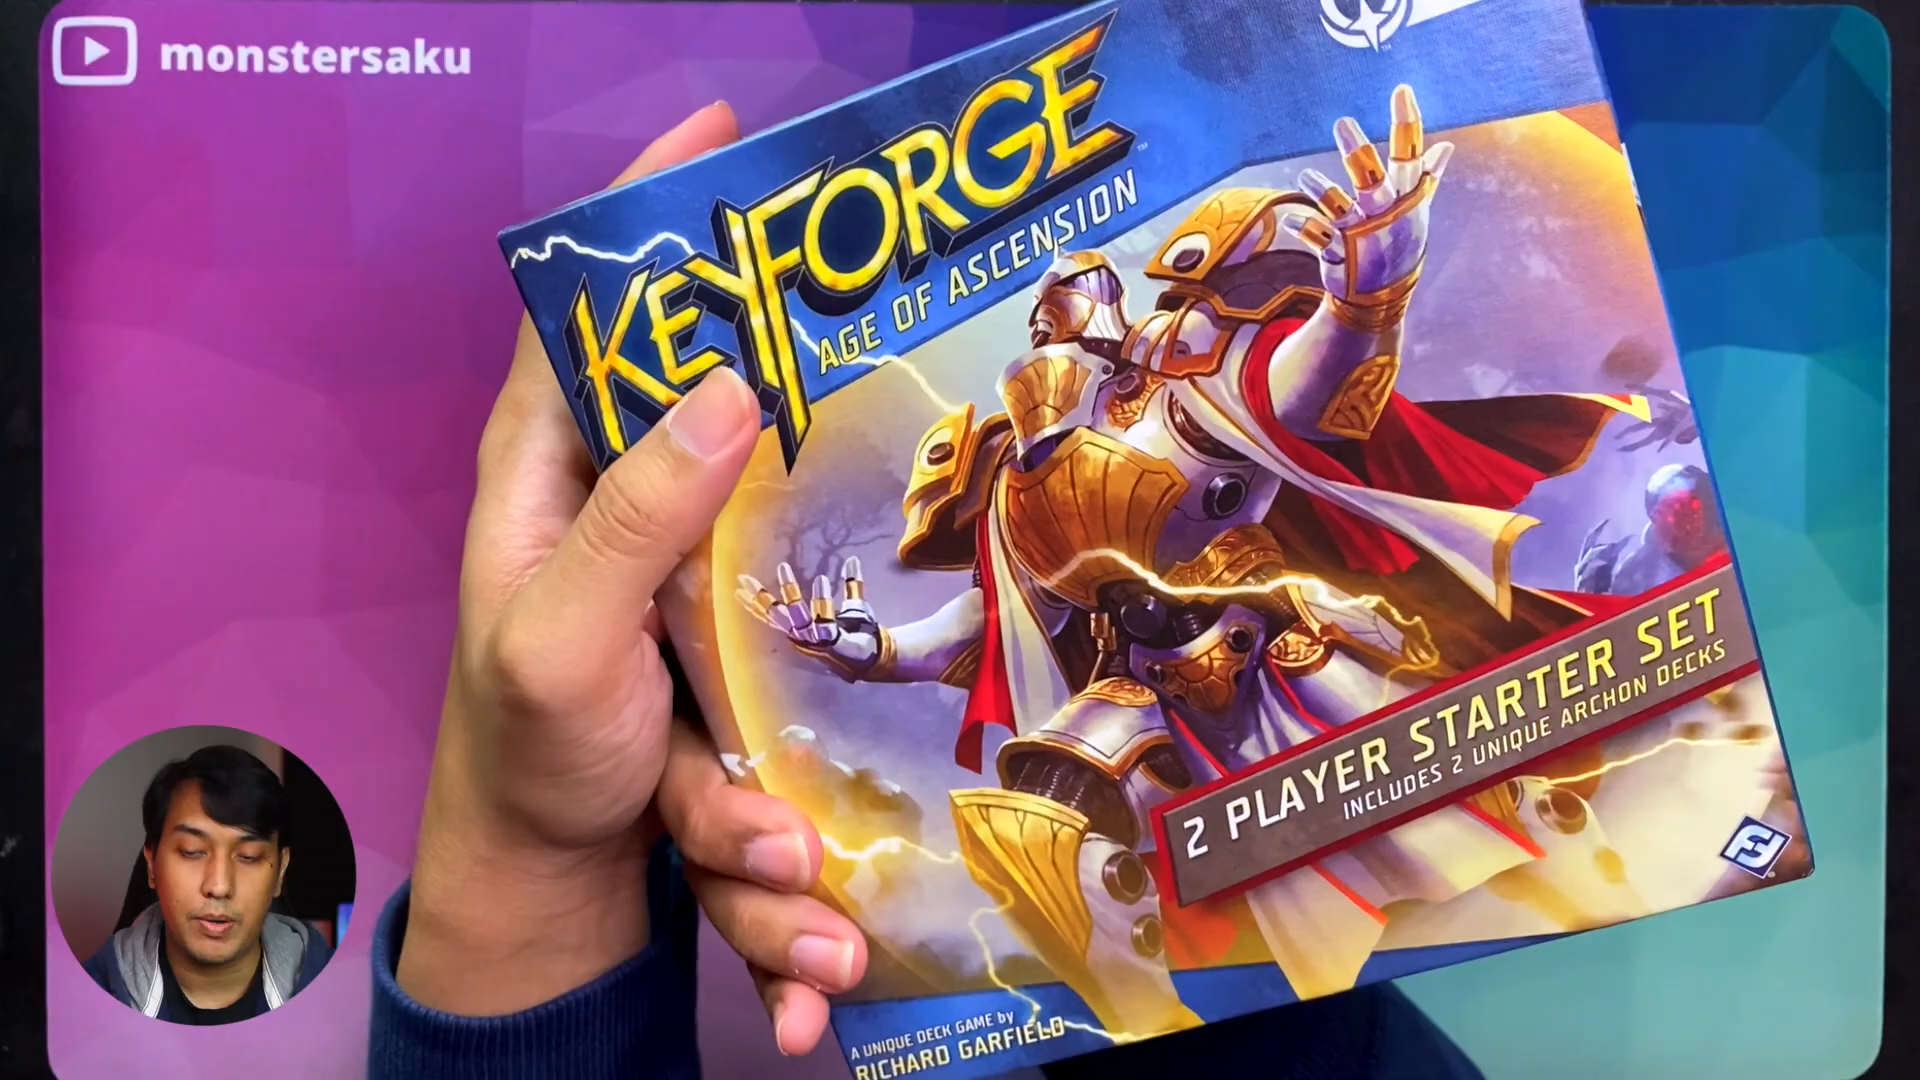 monstersaku
KEYFORGE
AGE OF ASCENSION
2 PLAYER STARTER SET
INCLUDES 2 UNIQUE ARCHON DECKS
A UNIQUE DECK GAME by
RICHARD GARFIELD